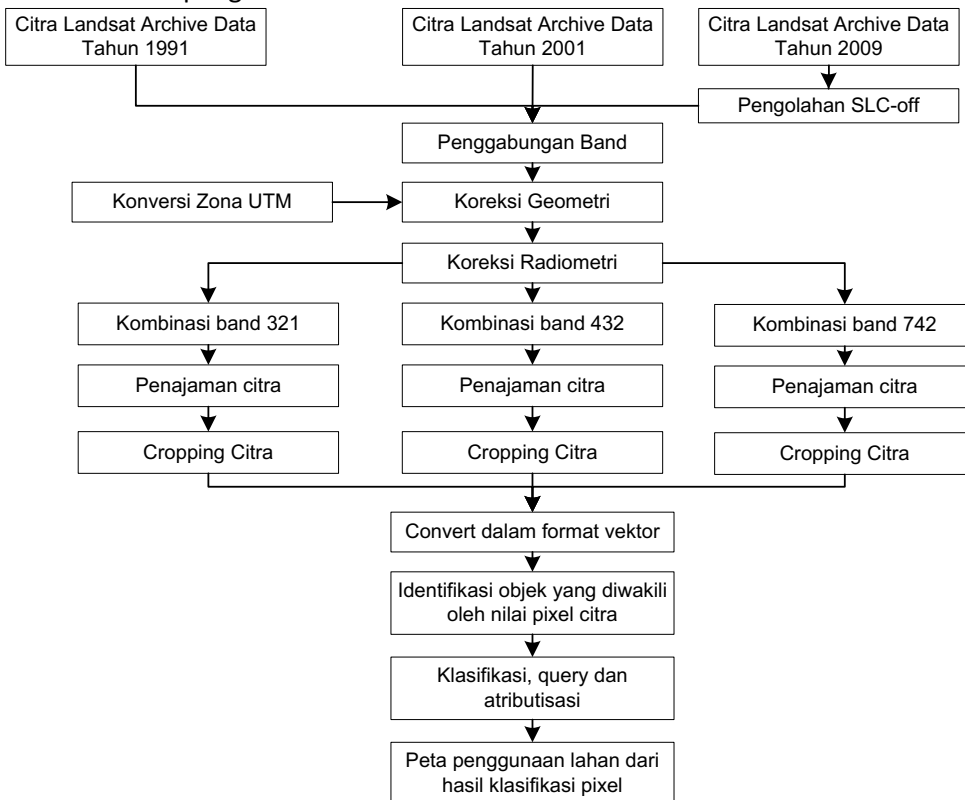 Citra Landsat Archive Data
Tahun 1991
Citra Landsat Archive Data
Tahun 2001
Citra Landsat Archive Data
Tahun 2009
Pengolahan SLC-off
Penggabungan Band
Konversi Zona UTM
Koreksi Geometri
Koreksi Radiometri
Kombinasi band 321
Kombinasi band 432
Kombinasi band 742
Penajaman citra
Penajaman citra
Penajaman citra
Cropping Citra
Cropping Citra
Cropping Citra
Convert dalam format vektor
Identifikasi objek yang diwakili
oleh nilai pixel citra
Klasifikasi, query dan
atributisasi
Peta penggunaan lahan dari
hasil klasifikasi pixel